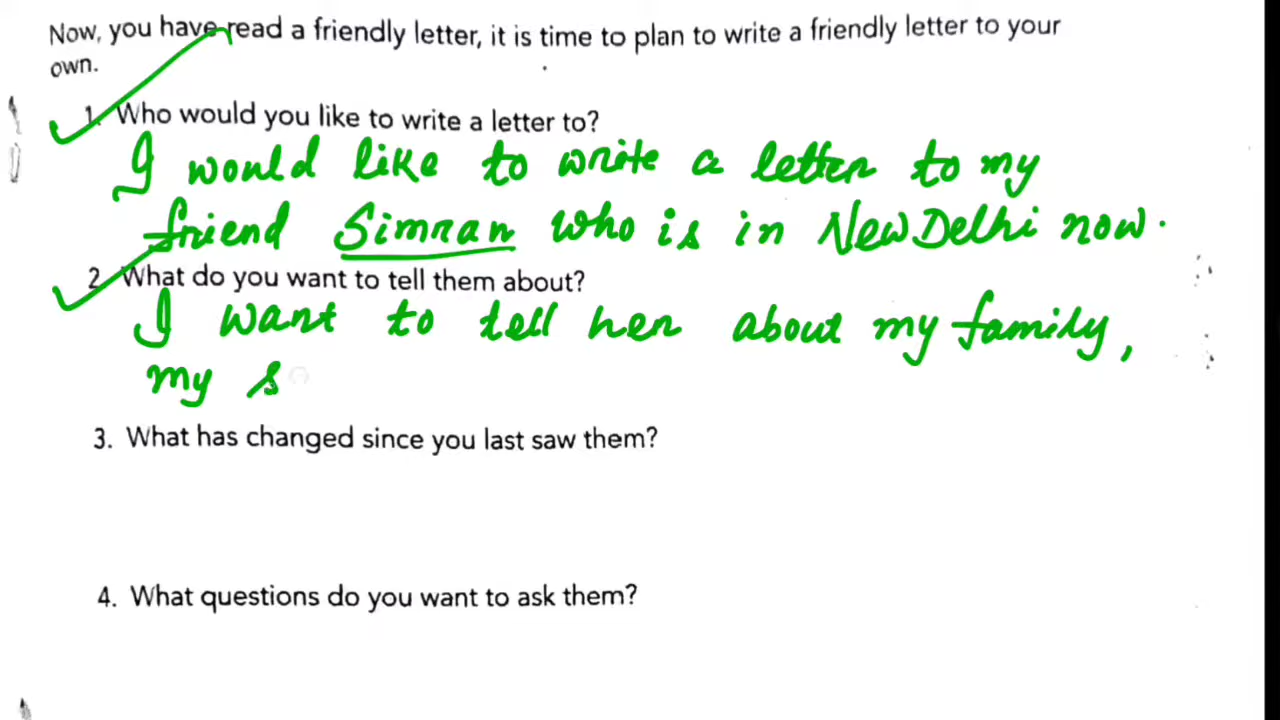 Now, you have read a friendly letter, it is time to plan to write a friendly letter to your
own.
1. Who would you like to write a letter to?
I would like to write a letter to my
friend Simran who is in New Delhi now.
2. What do you want to tell them about?
I want to tell her about my family,
my s
3. What has changed since you last saw them?
4. What questions do you want to ask them?